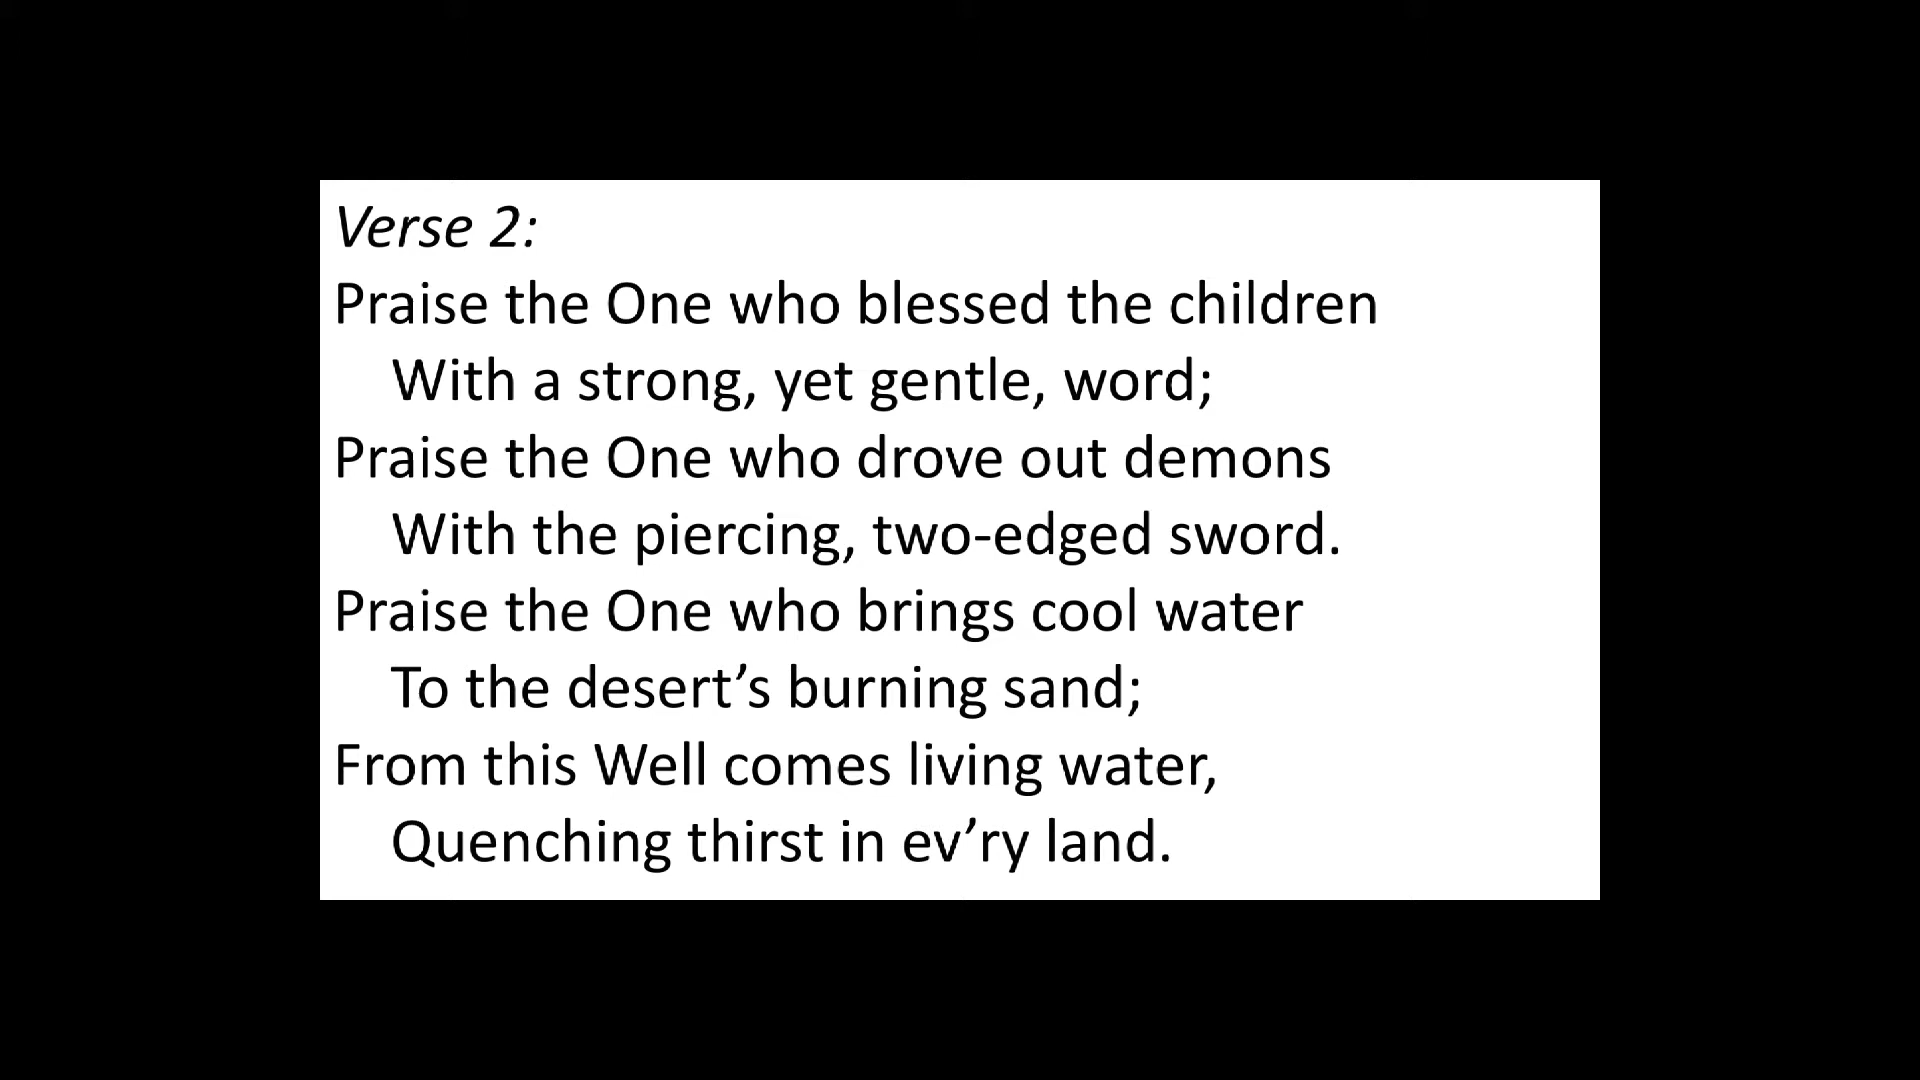 Verse 2:
Praise the One who blessed the children
With a strong, yet gentle, word;
Praise the One who drove out demons
With the piercing, two-edged sword.
Praise the One who brings cool water
To the desert’s burning sand;
From this Well comes living water,
Quenching thirst in ev’ry land.